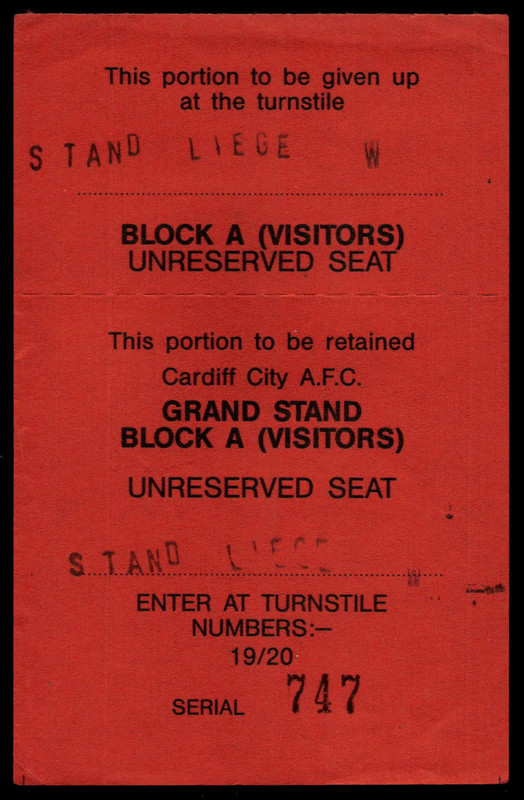 This portion to be given up
at the turnstile
STAND LIEGE W
BLOCK A (VISITORS)
UNRESERVED SEAT
This portion to be retained
Cardiff City A.F.C.
GRAND STAND
BLOCK A (VISITORS)
UNRESERVED SEAT
STAND LIEGE W
ENTER AT TURNSTILE
NUMBERS:—
19/20
SERIAL 747